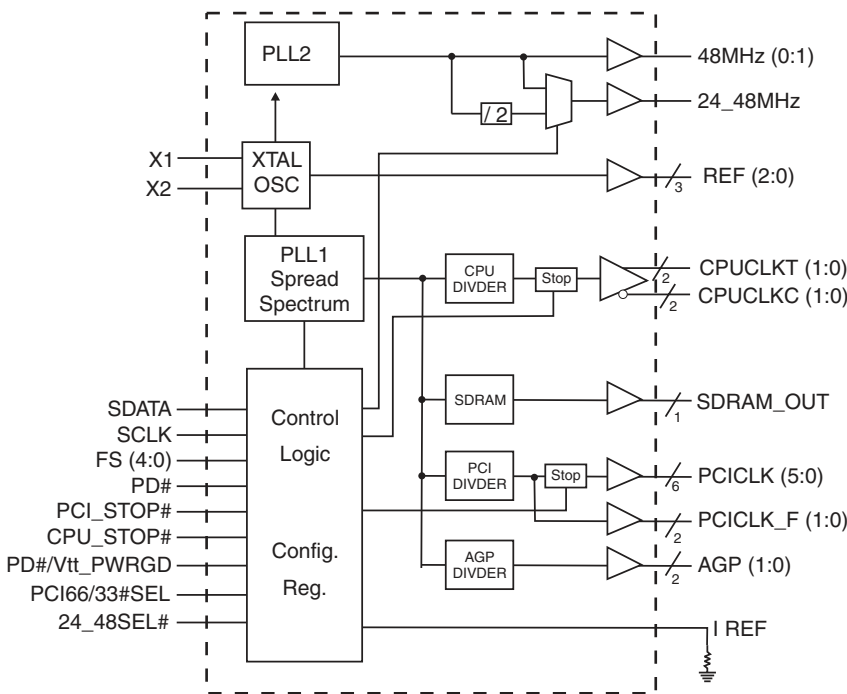 PLL2
48MHz (0:1)
24_48MHz
/ 2
X1
X2
XTAL
OSC
3
REF (2:0)
PLL1
Spread
Spectrum
CPU
DIVDER
Stop
2
CPUCLKT (1:0)
2
CPUCLKC (1:0)
SDATA
SCLK
FS (4:0)
PD#
PCI_STOP#
CPU_STOP#
PD#/Vtt_PWRGD
PCI66/33#SEL
24_48SEL#
Control
Logic
Config.
Reg.
SDRAM
1
SDRAM_OUT
PCI
DIVDER
Stop
6
PCICLK (5:0)
2
PCICLK_F (1:0)
AGP
DIVDER
2
AGP (1:0)
I REF